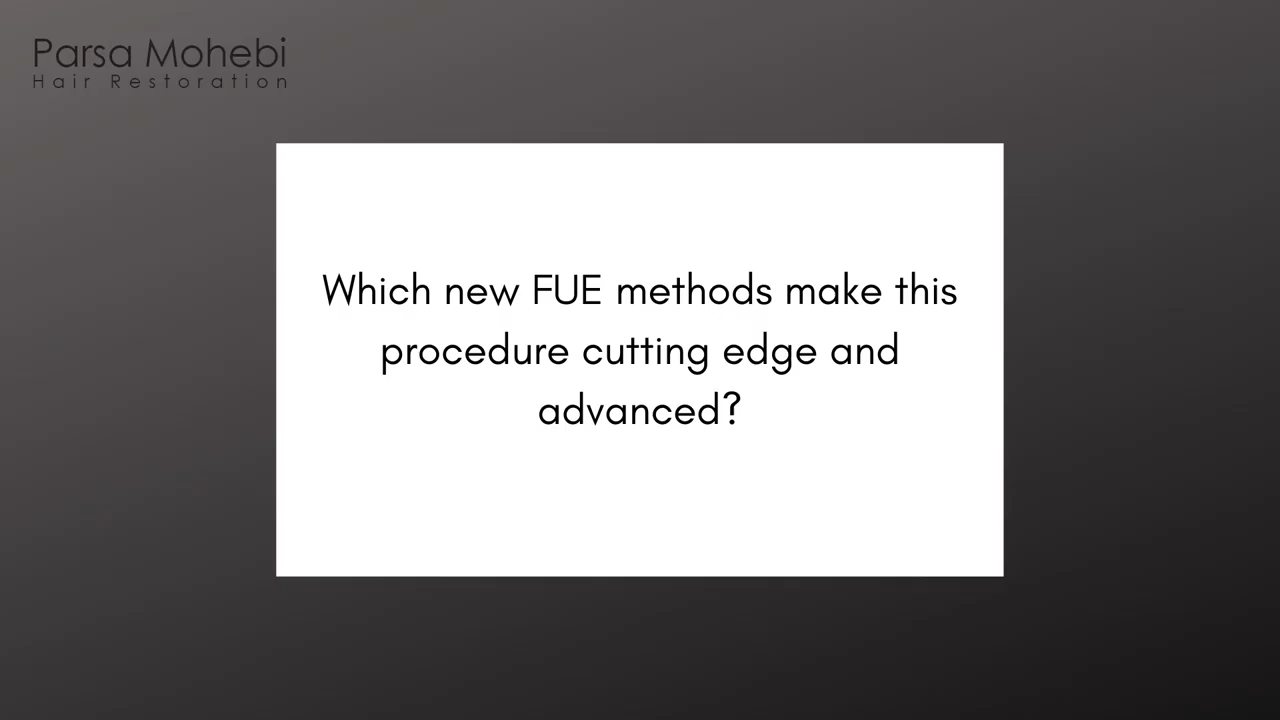 Parsa Mohebi
Hair Restoration
Which new FUE methods make this
procedure cutting edge and
advanced?